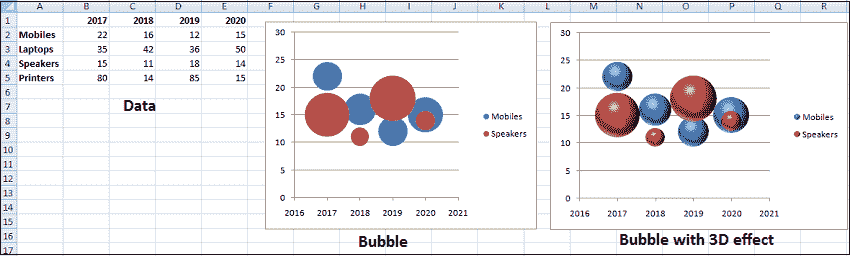 A B C D E F G H I J K L M N O P Q R
1 2017 2018 2019 2020
2 Mobiles 22 16 12 15
3 Laptops 35 42 36 50
4 Speakers 15 11 18 14
5 Printers 80 14 85 15
6
7 Data
8
9
10
11
12
13
14
15
16
17
30
25
20
15
10
5
0
2016 2017 2018 2019 2020 2021
Mobiles
Speakers
Bubble
30
25
20
15
10
5
0
2016 2017 2018 2019 2020 2021
Mobiles
Speakers
Bubble with 3D effect